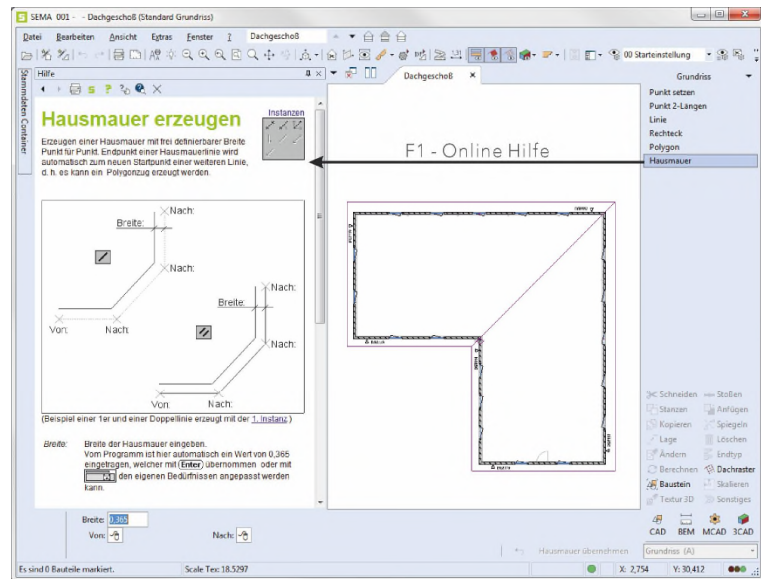 SEMA 001 - - Dachgeschoß (Standard Grundriss)
Datei Bearbeiten Ansicht Extras Fenster ? Dachgeschoß
00 Starteinstellung
Hilfe
Stammdaten Container
Dachgeschoß
Hausmauer erzeugen
Instanzen
Erzeugen einer Hausmauer mit frei definierbarer Breite
Punkt für Punkt. Endpunkt einer Hausmauerlinie wird
automatisch zum neuen Startpunkt einer weiteren Linie,
d. h. es kann ein Polygonzug erzeugt werden.
Nach:
Breite:
Nach:
Von:
Nach:
Nach:
Breite:
Nach:
Von:
Nach:
(Beispiel einer 1er und einer Doppellinie erzeugt mit der 1. Instanz.)
Breite: Breite der Hausmauer eingeben.
Vom Programm ist hier automatisch ein Wert von 0,365
eingetragen, welcher mit (Enter) übernommen oder mit
den eigenen Bedürfnissen angepasst werden
kann.
F1 - Online Hilfe
Grundriss
Punkt setzen
Punkt 2-Längen
Linie
Rechteck
Polygon
Hausmauer
Schneiden Stoßen
Stanzen Anfügen
Kopieren Spiegeln
Lage Löschen
Ändern Endtyp
Berechnen Dachraster
Baustein Skalieren
Textur 3D Sonstiges
CAD BEM MCAD 3CAD
Breite: 0,365
Von: Nach:
Hausmauer übernehmen Grundriss (A)
Es sind 0 Bauteile markiert. Scale Tex: 18.5297 X: 2,754 Y: 30,412